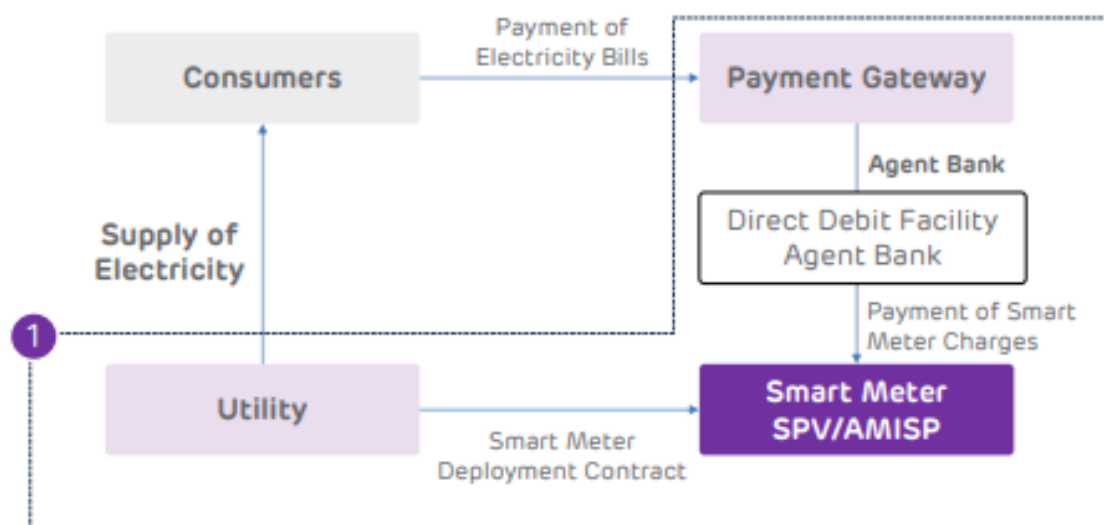 Payment of
Electricity Bills
Consumers
Payment Gateway
Agent Bank
Direct Debit Facility
Agent Bank
Supply of
Electricity
Payment of Smart
Meter Charges
1
Utility
Smart Meter
SPV/AMISP
Smart Meter
Deployment Contract